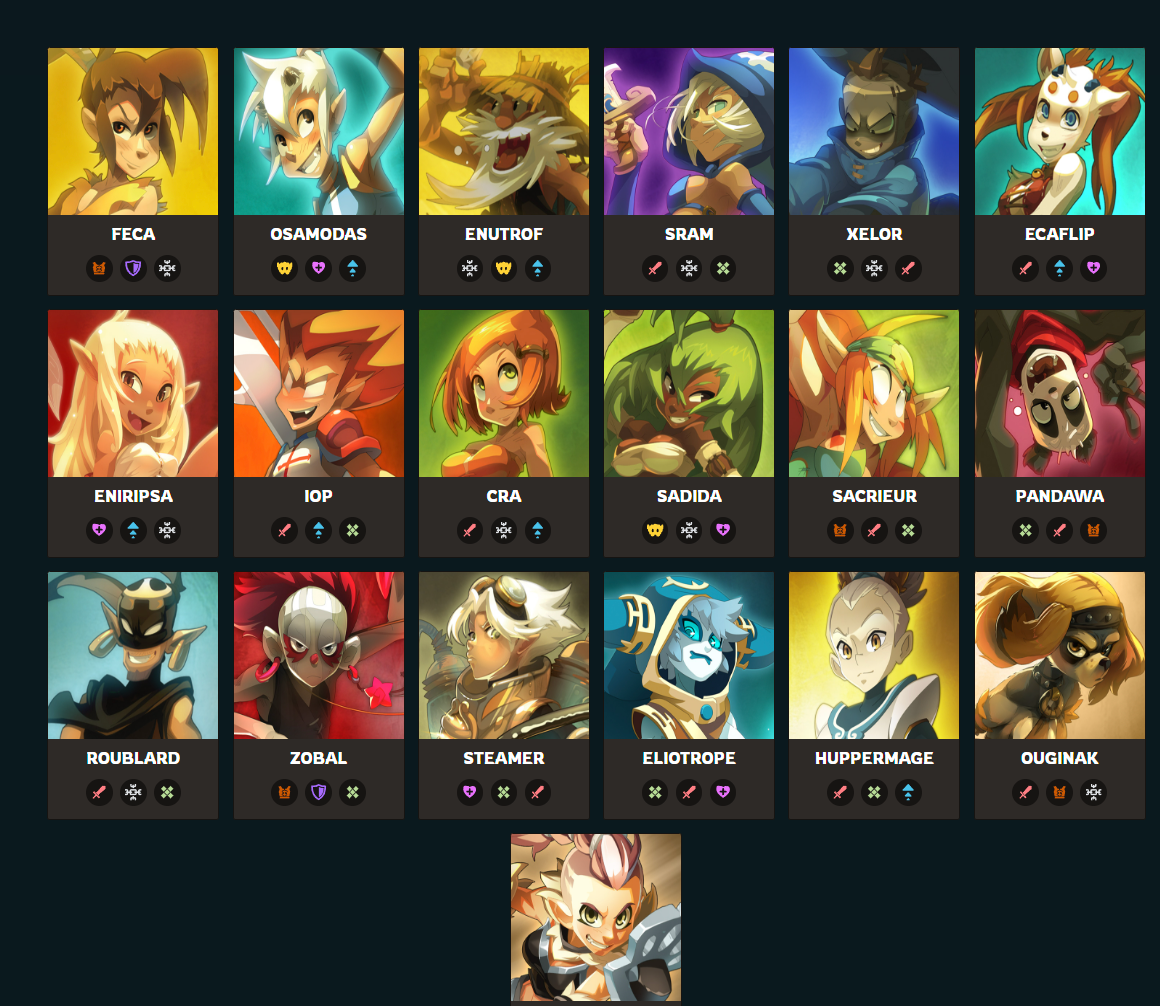 FECA
OSAMODAS
ENUTROF
SRAM
XELOR
ECAFLIP
ENIRIPSA
IOP
CRA
SADIDA
SACRIEUR
PANDAWA
ROUBLARD
ZOBAL
STEAMER
ELIOTROPE
HUPPERMAGE
OUGINAK